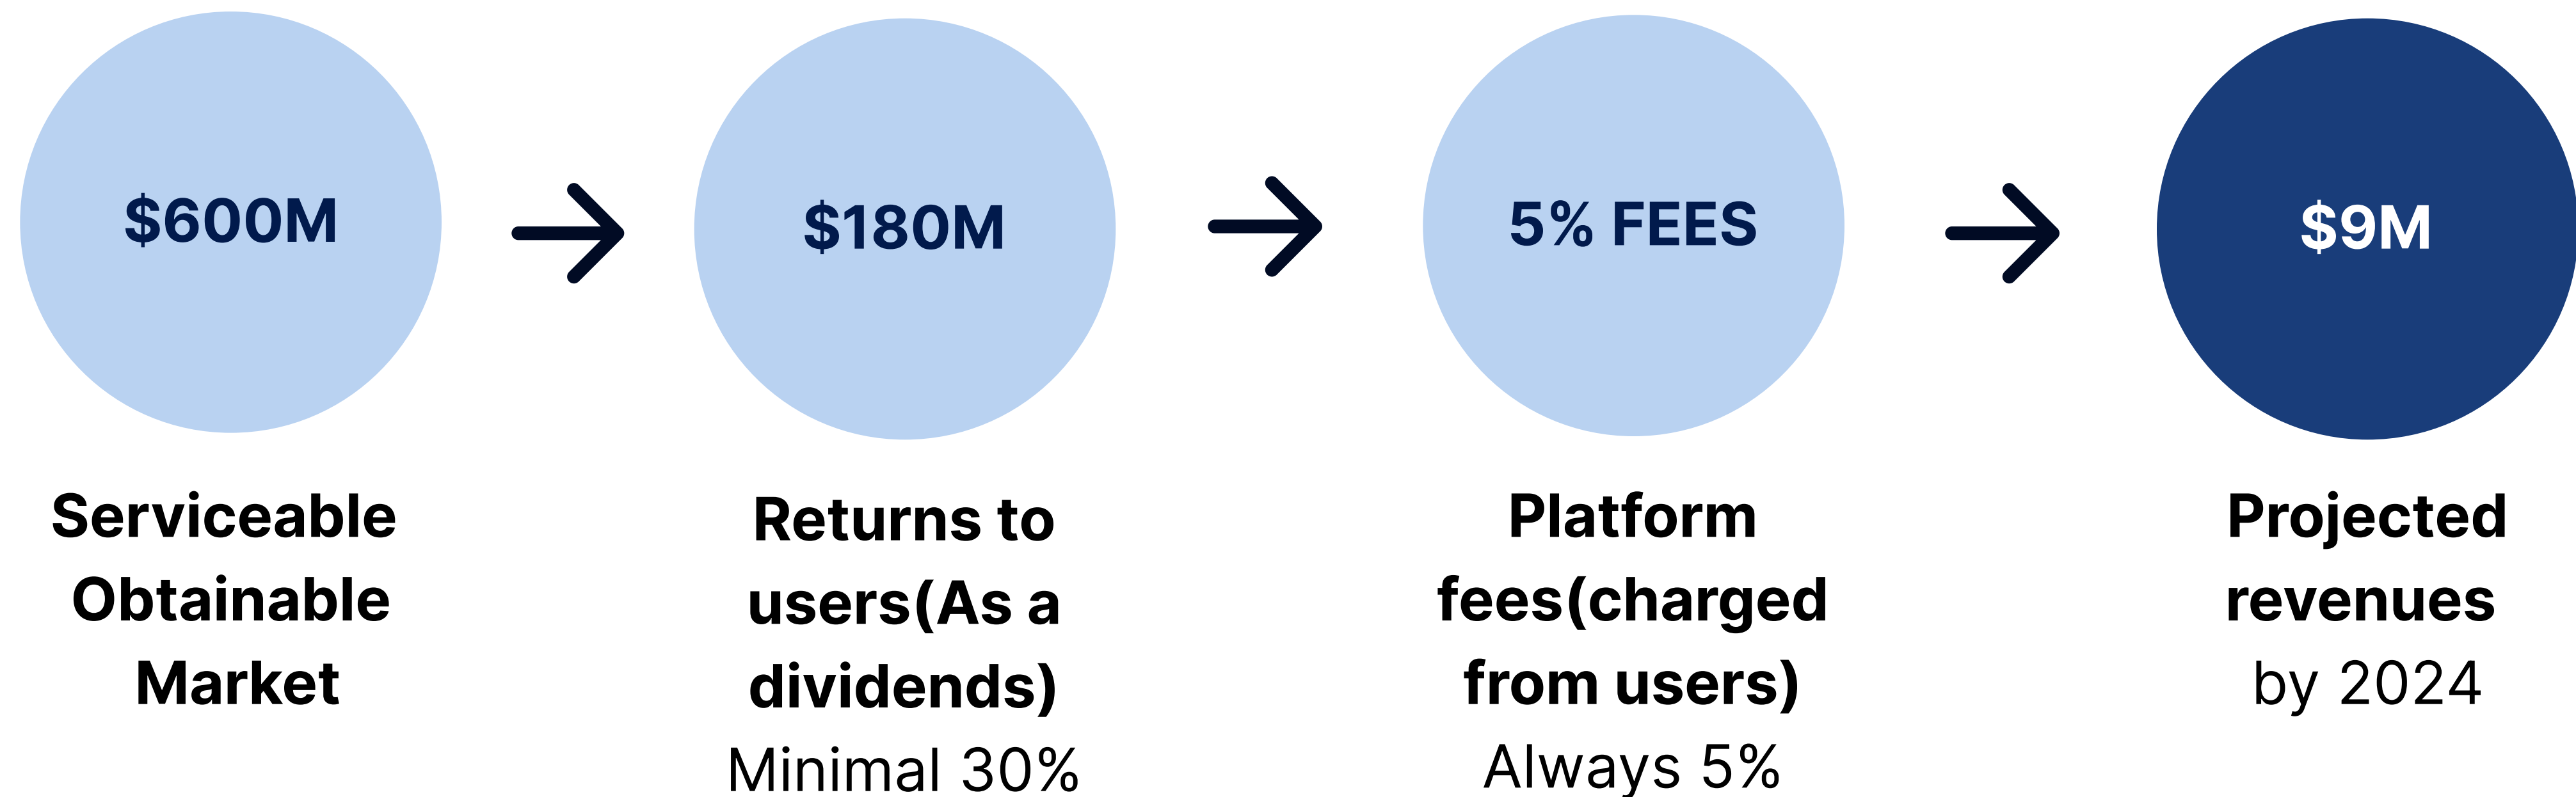 $600M
$180M
5% FEES
$9M
Serviceable
Obtainable
Market
Returns to
users(As a
dividends)
Minimal 30%
Platform
fees(charged
from users)
Always 5%
Projected
revenues
by 2024